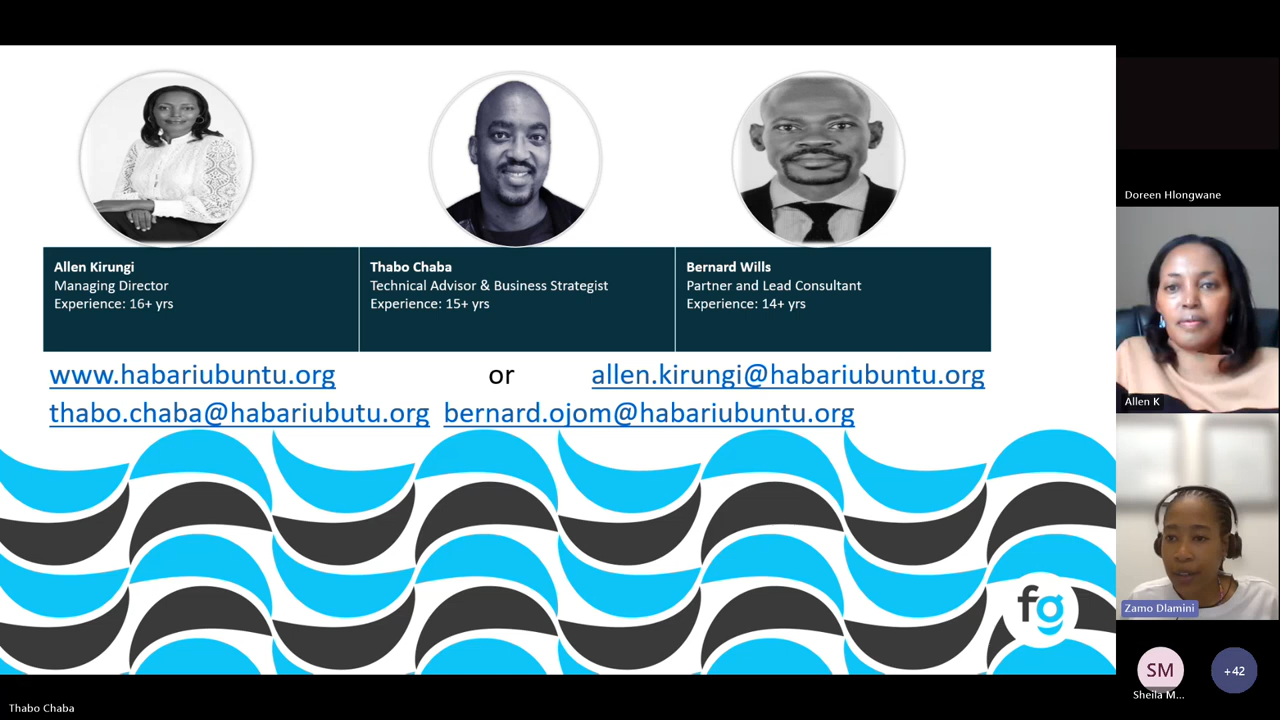 Allen Kirungi
Managing Director
Experience: 16+ yrs
Thabo Chaba
Technical Advisor & Business Strategist
Experience: 15+ yrs
Bernard Wills
Partner and Lead Consultant
Experience: 14+ yrs
www.habariubuntu.org or allen.kirungi@habariubuntu.org
thabo.chaba@habariubutu.org bernard.ojom@habariubuntu.org
fg
Doreen Hlongwane
Allen K
Zamo Dlamini
SM
+42
Sheila M...
Thabo Chaba